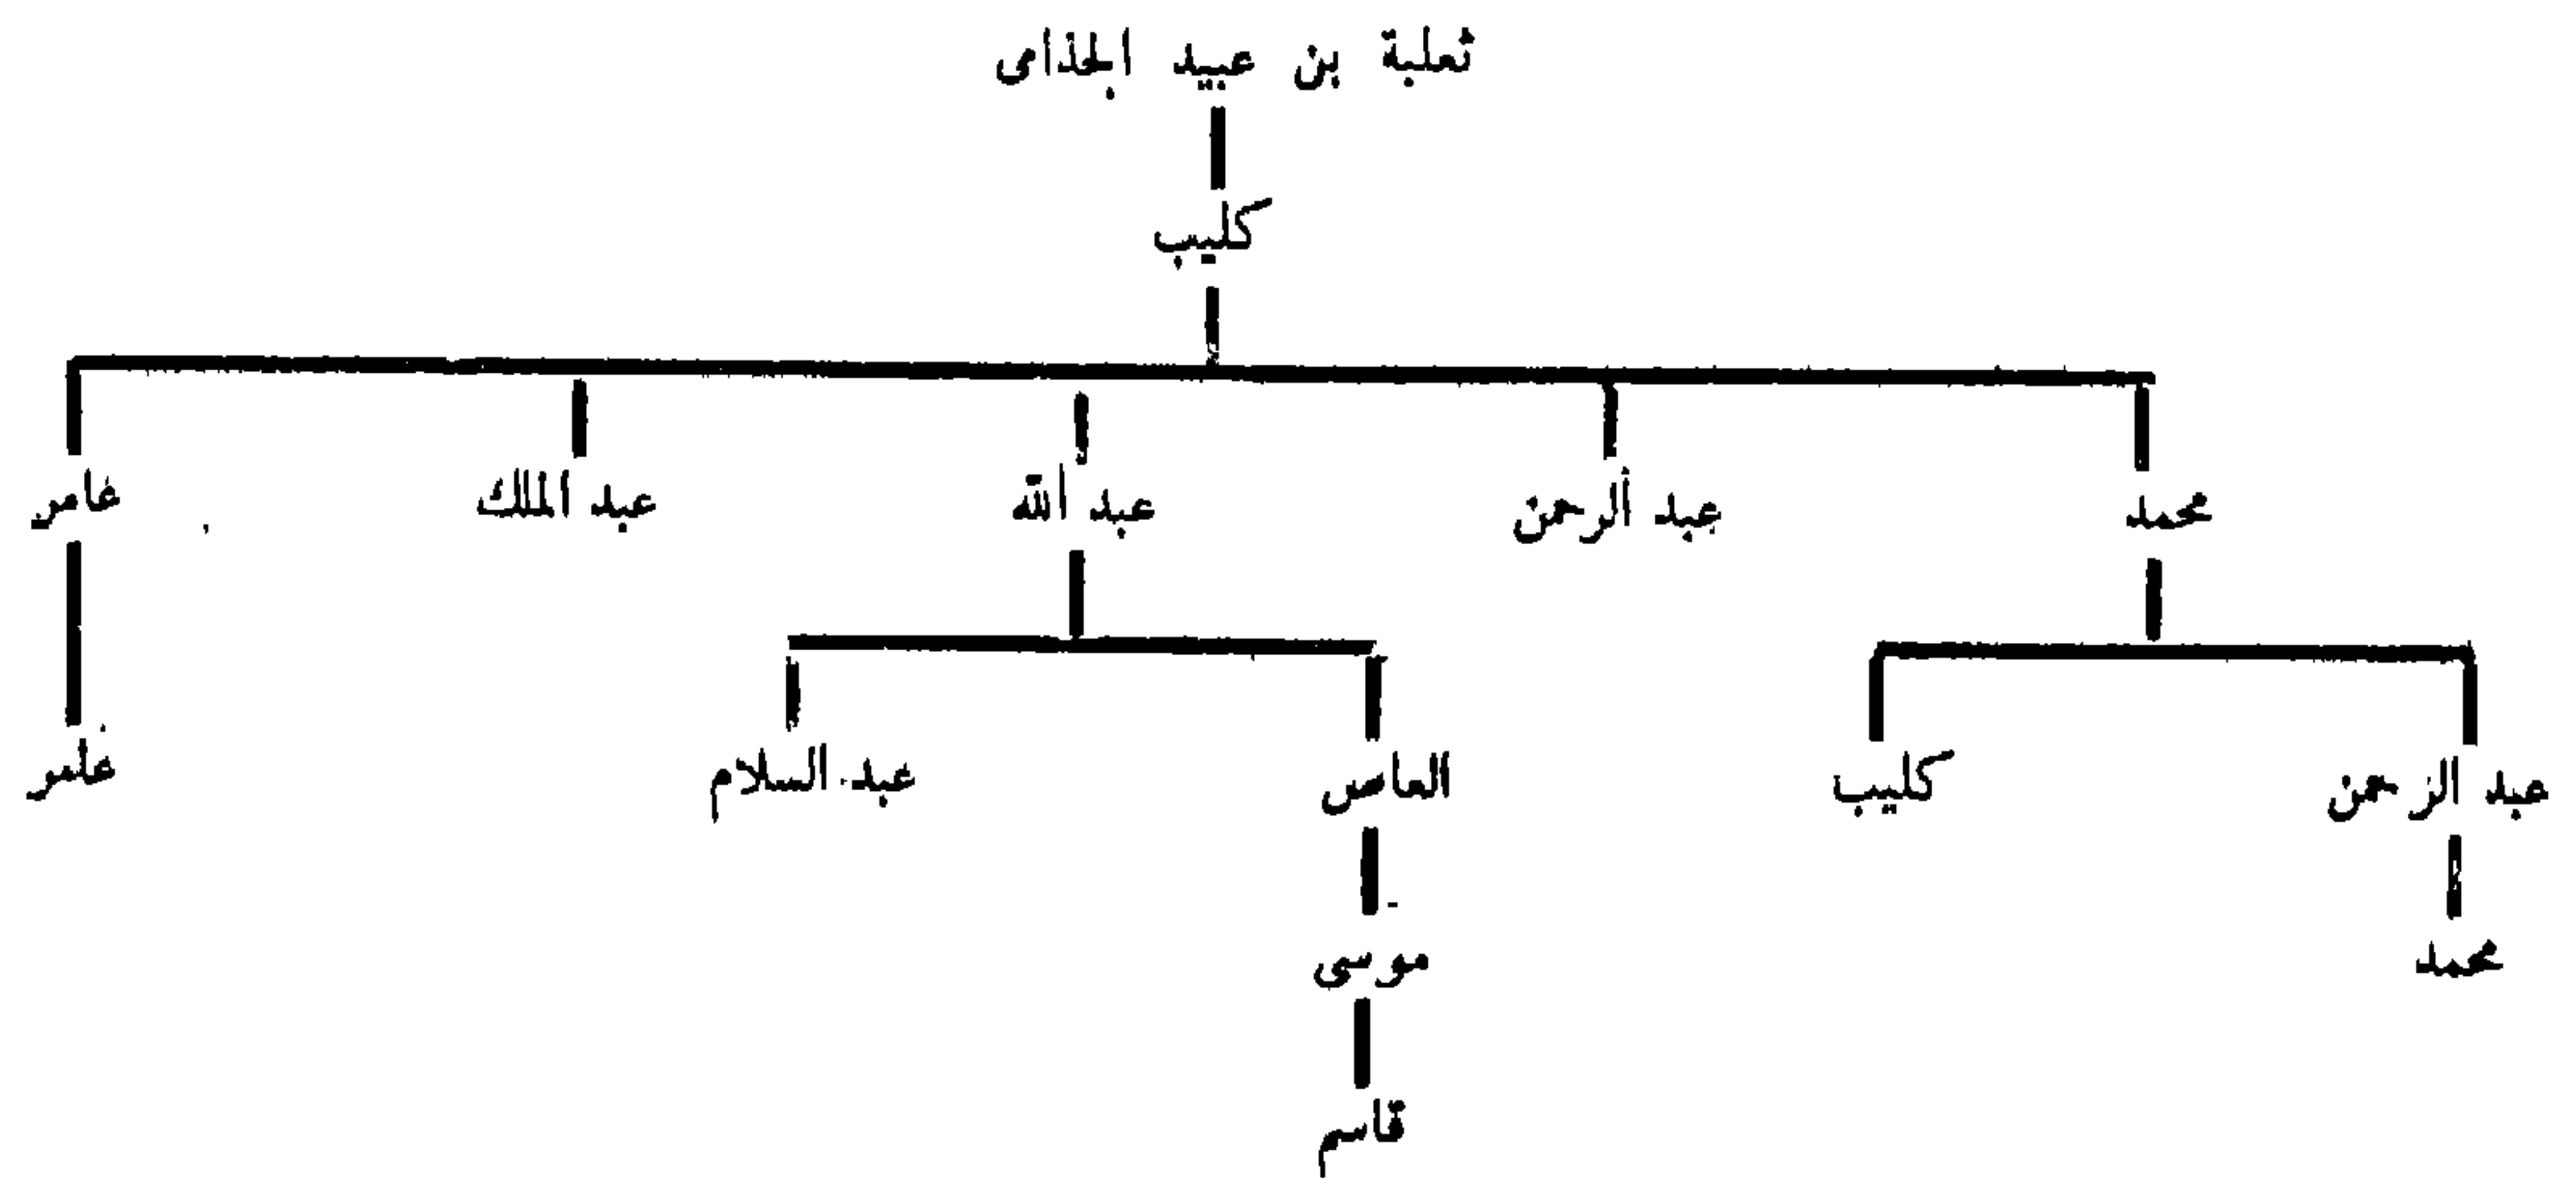 ثعلبة بن عبيد الجذامى
كليب
محمد
عبد الرحمن
عبد الله
عبد الملك
عامر
عبد الرحمن
كليب
العاص
عبد السلام
عامر
محمد
موسى
قاسم